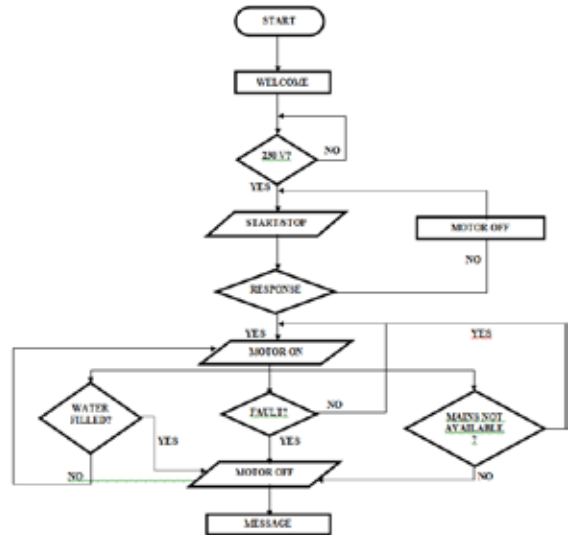 START
WELCOME
230 V?
NO
YES
START/STOP
MOTOR OFF
NO
RESPONSE
YES
YES
MOTOR ON
WATER
FILLED?
FAULT?
NO
MAINS NOT
AVAILABLE
?
YES
YES
NO
MOTOR OFF
NO
MESSAGE